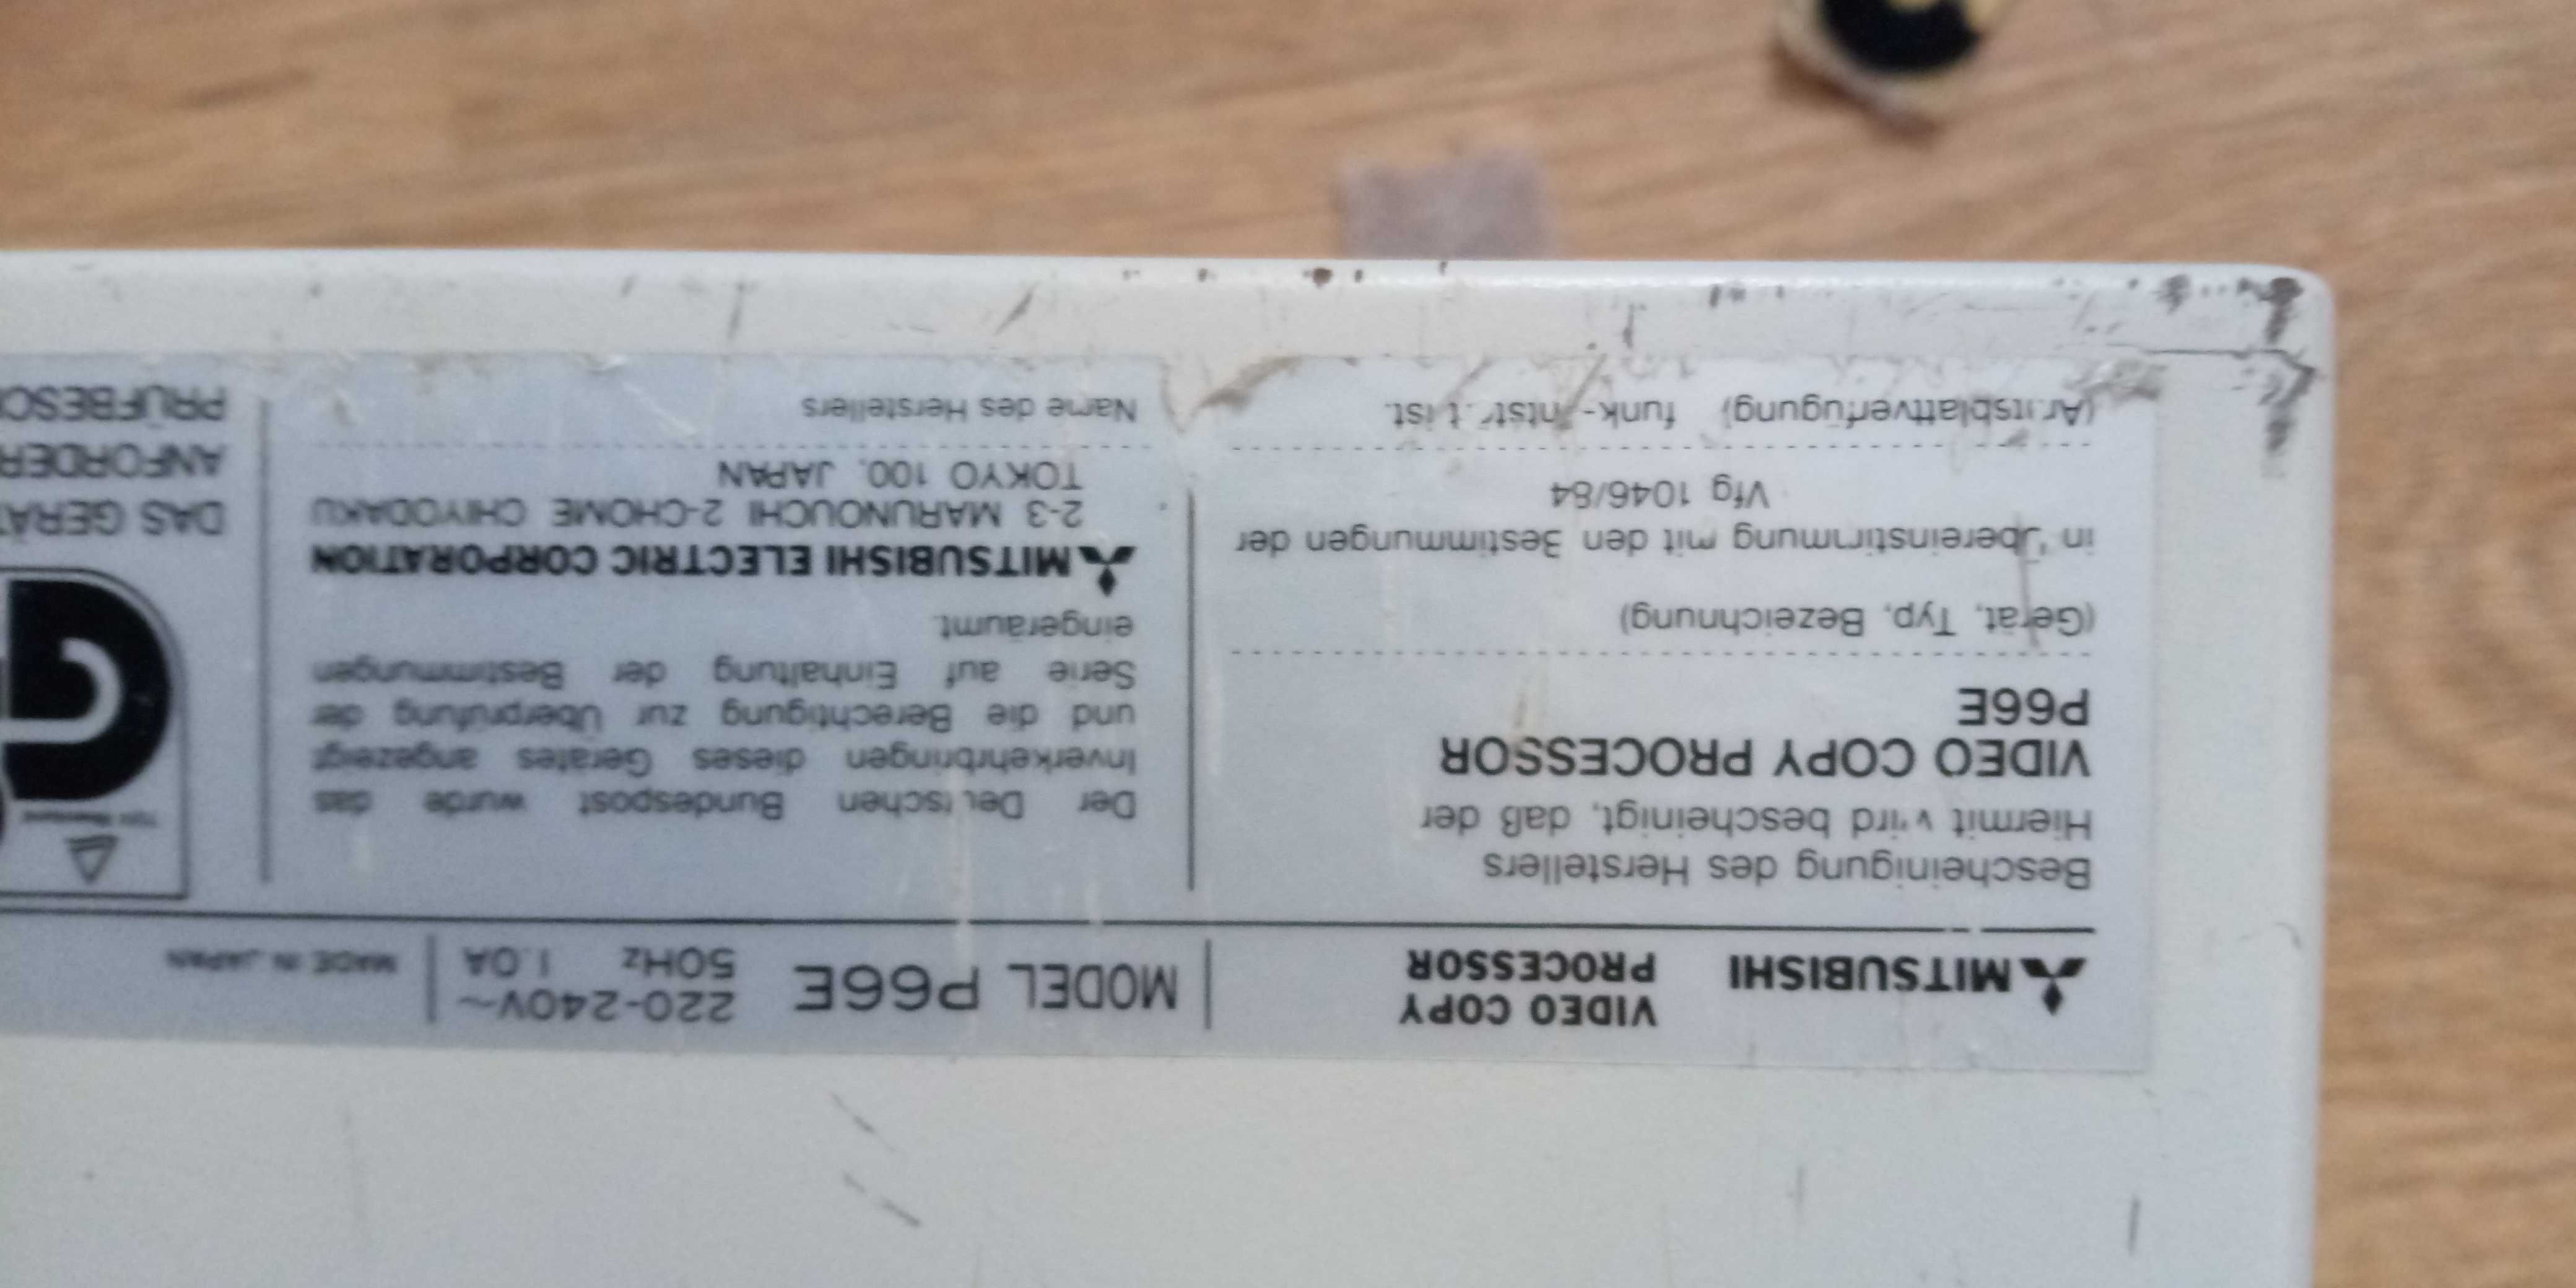 MITSUBISHI
VIDEO COPY
PROCESSOR
MODEL P66E
220-240V~
50Hz 1.0A
MADE IN JAPAN
Bescheinigung des Herstellers
Hiermit wird bescheinigt, daß der
VIDEO COPY PROCESSOR
P66E
(Gerät, Typ, Bezeichnung)
in Übereinstimmung mit den Bestimmungen der
Vfg 1046/84
(Amtsblattverfügung) funk-entstört ist.
Der Deutschen Bundespost wurde das
Inverkehrbringen dieses Gerätes angezeigt
und die Berechtigung zur Überprüfung der
Serie auf Einhaltung der Bestimmungen
eingeräumt.
MITSUBISHI ELECTRIC CORPORATION
2-3 MARUNOUCHI 2-CHOME CHIYODAKU
TOKYO 100, JAPAN
Name des Herstellers
DAS GERÄ
ANFORDER
PRÜFBESC